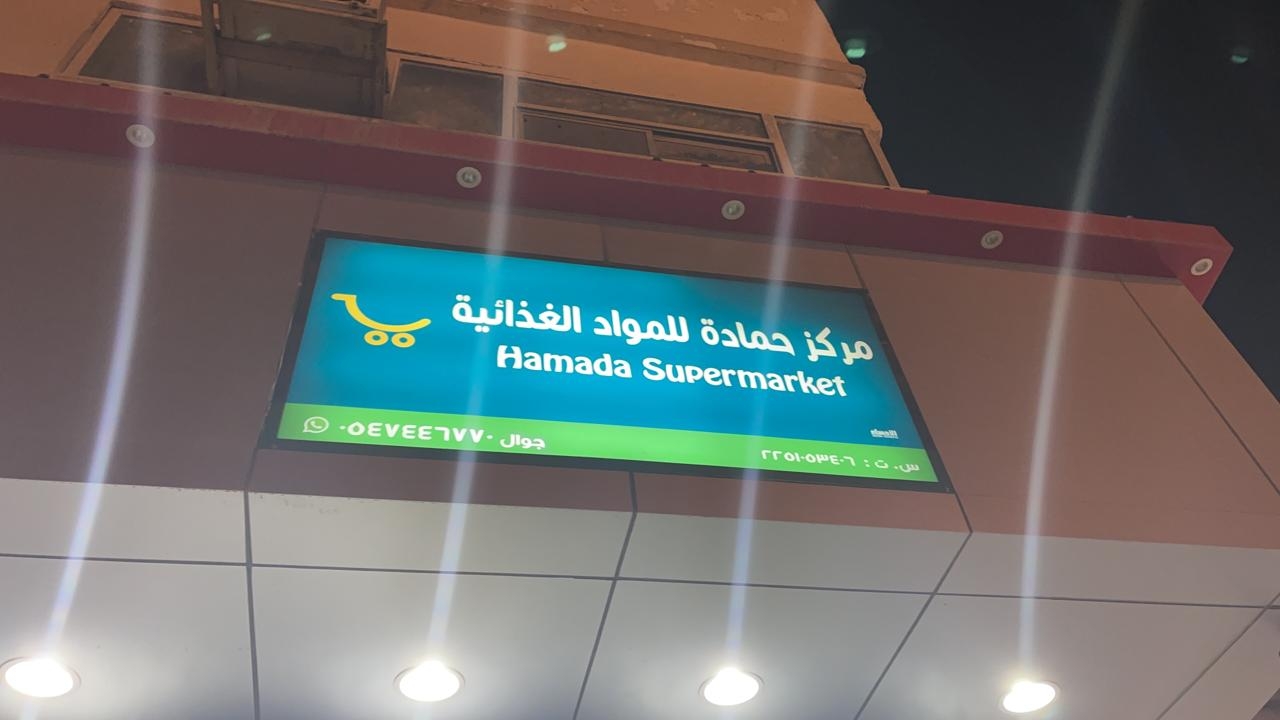 مركز حمادة للمواد الغذائية
Hamada Supermarket
جوال ٠٥٤٧٤٤٦٧٧٠
س. ت : ٢٢٥١٠٥٣٤٠٦